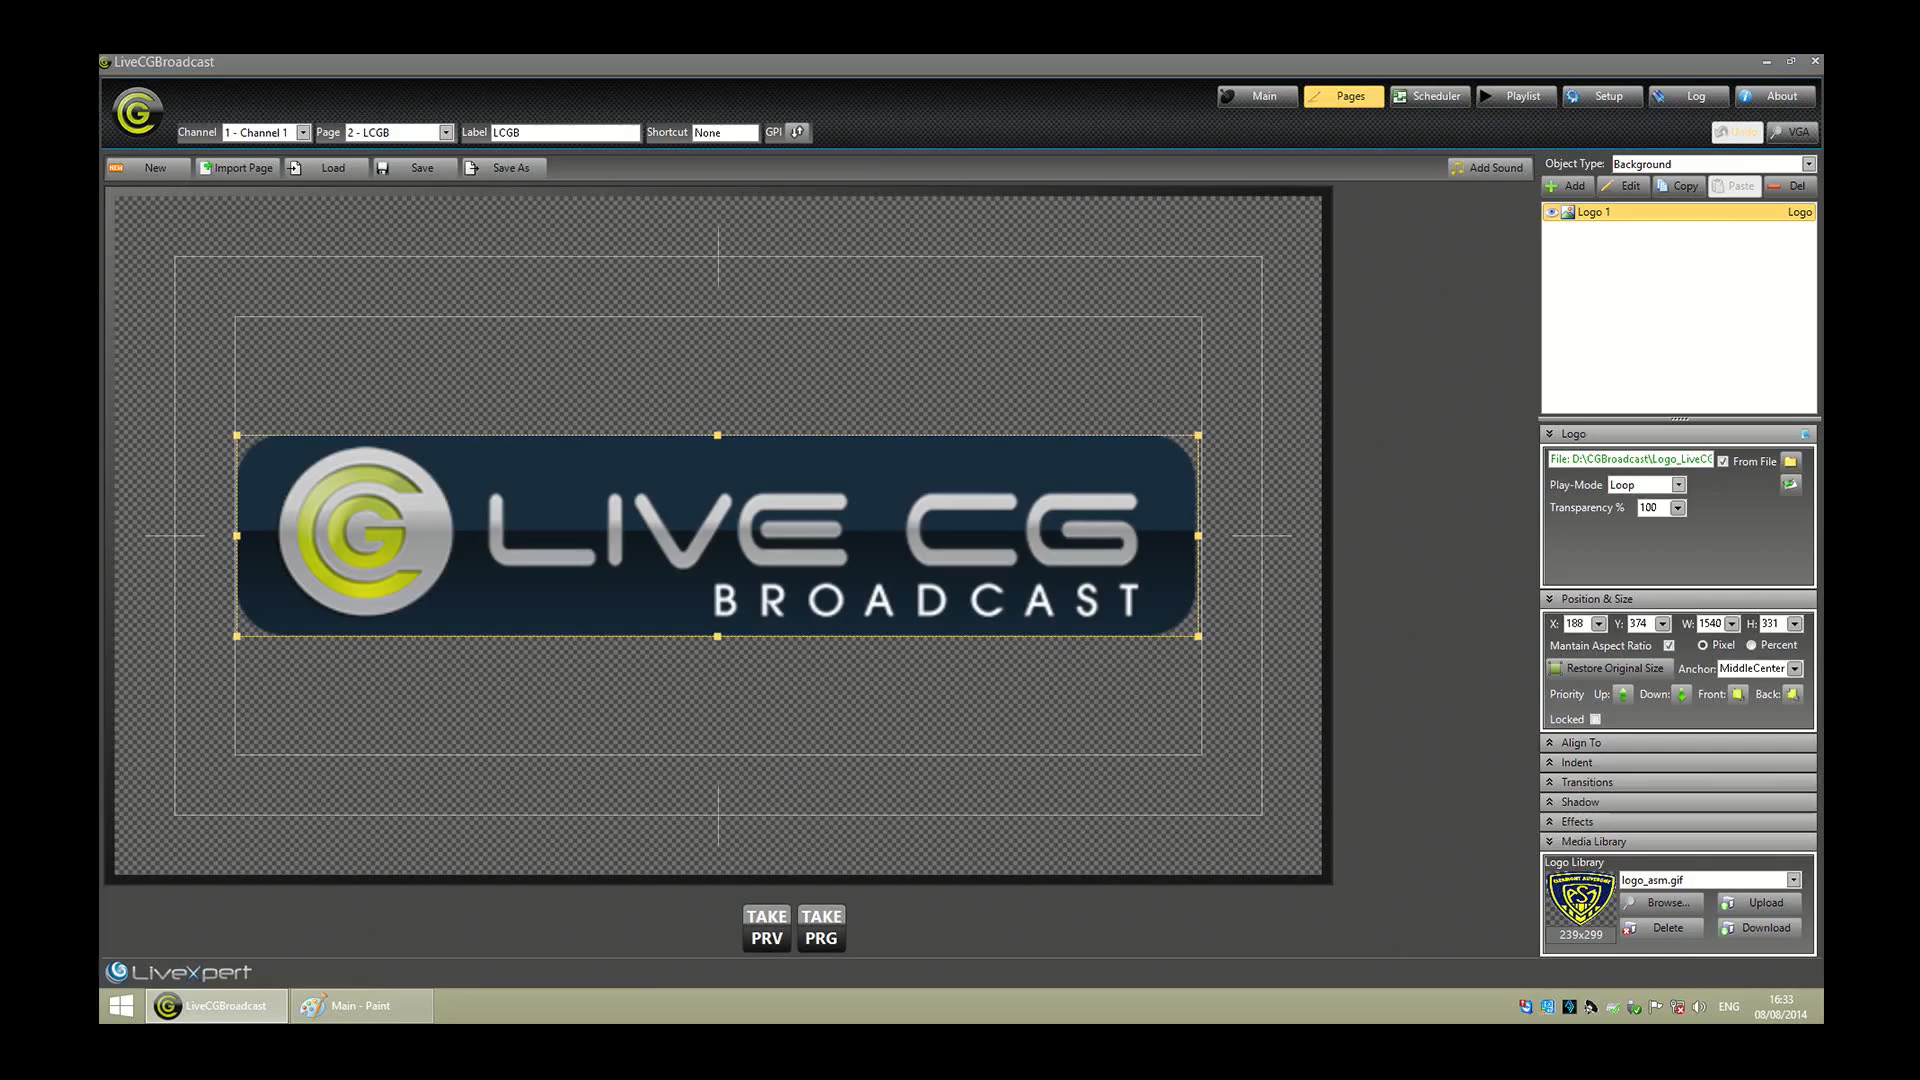 LiveCGBroadcast
Main Pages Scheduler Playlist Setup Log About
Channel 1 - Channel 1 Page 2 - LCGB Label LCGB Shortcut None GPI Undo VGA
NEW New Import Page Load Save Save As Add Sound
Object Type: Background
Add Edit Copy Paste Del
Logo 1 Logo
LIVE CG
BROADCAST
Logo
File: D:\CGBroadcast\Logo_LiveCG From File
Play-Mode Loop
Transparency % 100
Position & Size
X: 188 Y: 374 W: 1540 H: 331
Mantain Aspect Ratio Pixel Percent
Restore Original Size Anchor: MiddleCenter
Priority Up: Down: Front: Back:
Locked
Align To
Indent
Transitions
Shadow
Effects
Media Library
Logo Library
logo_asm.gif
Browse... Upload
239x299 Delete Download
TAKE PRV TAKE PRG
LiveXpert
LiveCGBroadcast Main - Paint ENG 16:33
08/08/2014